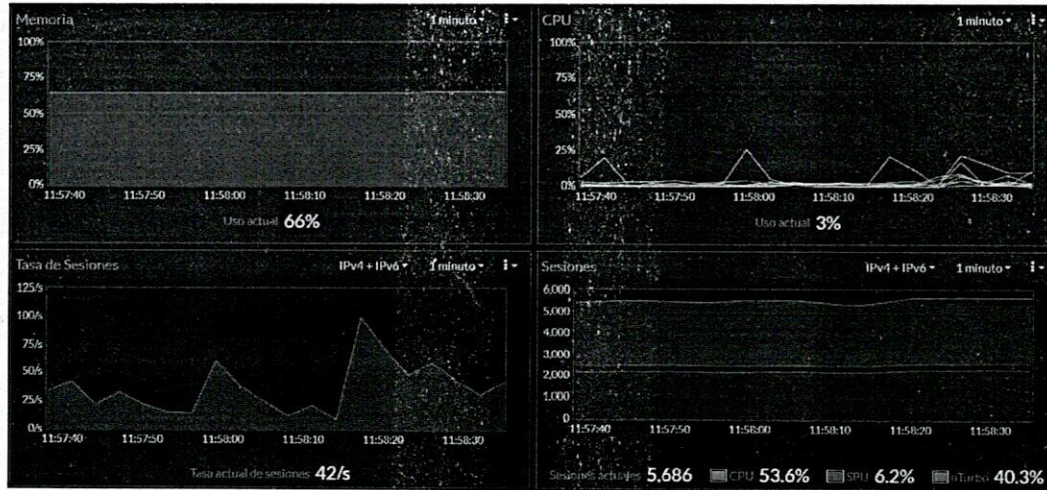 Memoria 1 minuto
100%
75%
50%
25%
0%
11:57:40 11:57:50 11:58:00 11:58:10 11:58:20 11:58:30
Uso actual 66%
CPU 1 minuto
100%
75%
50%
25%
0%
11:57:40 11:57:50 11:58:00 11:58:10 11:58:20 11:58:30
Uso actual 3%
Tasa de Sesiones IPv4 + IPv6 1 minuto
125/s
100/s
75/s
50/s
25/s
0/s
11:57:40 11:57:50 11:58:00 11:58:10 11:58:20 11:58:30
Tasa actual de sesiones 42/s
Sesiones IPv4 + IPv6 1 minuto
6,000
5,000
4,000
3,000
2,000
1,000
0
11:57:40 11:57:50 11:58:00 11:58:10 11:58:20 11:58:30
Sesiones actuales 5,686 CPU 53.6% SPU 6.2% nTurbo 40.3%